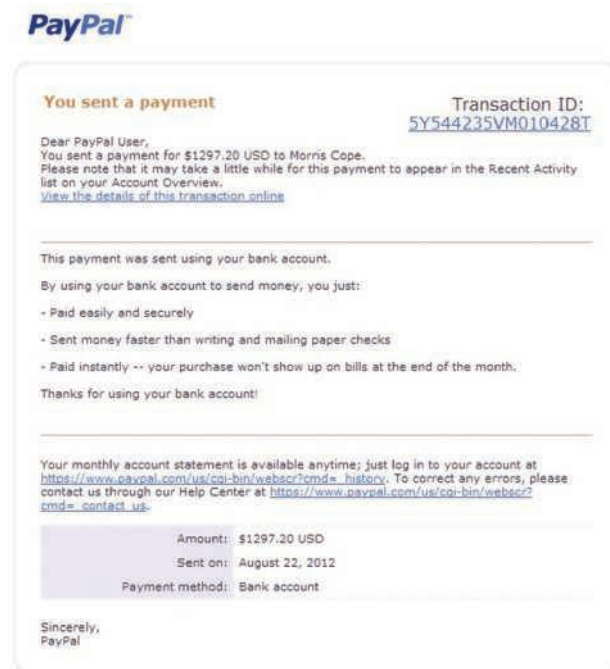 PayPal™
You sent a payment
Transaction ID:
5Y544235VM010428T
Dear PayPal User,
You sent a payment for $1297.20 USD to Morris Cope.
Please note that it may take a little while for this payment to appear in the Recent Activity
list on your Account Overview.
View the details of this transaction online
This payment was sent using your bank account.
By using your bank account to send money, you just:
- Paid easily and securely
- Sent money faster than writing and mailing paper checks
- Paid instantly -- your purchase won't show up on bills at the end of the month.
Thanks for using your bank account!
Your monthly account statement is available anytime; just log in to your account at
https://www.paypal.com/us/cgi-bin/webscr?cmd=_history. To correct any errors, please
contact us through our Help Center at https://www.paypal.com/us/cgi-bin/webscr?
cmd=_contact_us.
Amount: $1297.20 USD
Sent on: August 22, 2012
Payment method: Bank account
Sincerely,
PayPal